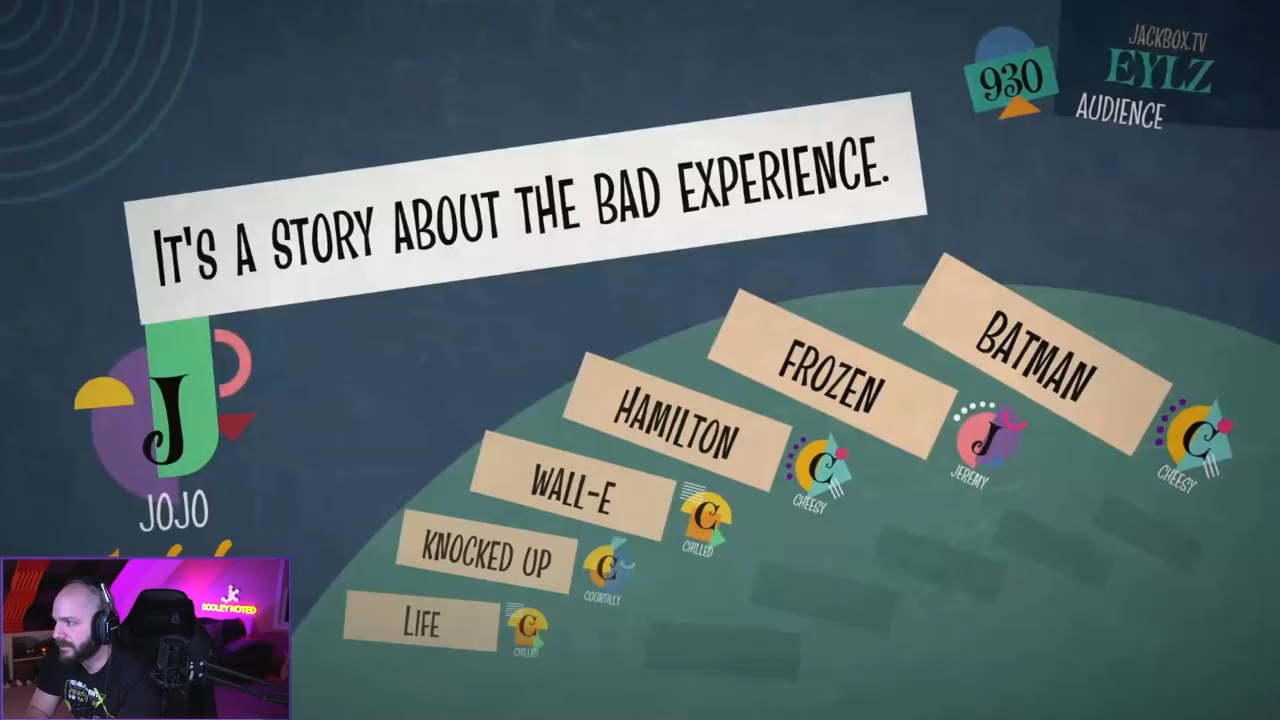 JACKBOX.TV
EYLZ
930
AUDIENCE
IT'S A STORY ABOUT THE BAD EXPERIENCE.
J
JOJO
BATMAN
C
CHEESY
FROZEN
J
JEREMY
HAMILTON
C
CHEESY
WALL-E
C
CHILLED
KNOCKED UP
C
COURTILLY
LIFE
C
CHILLED
DOOLEY NOTED